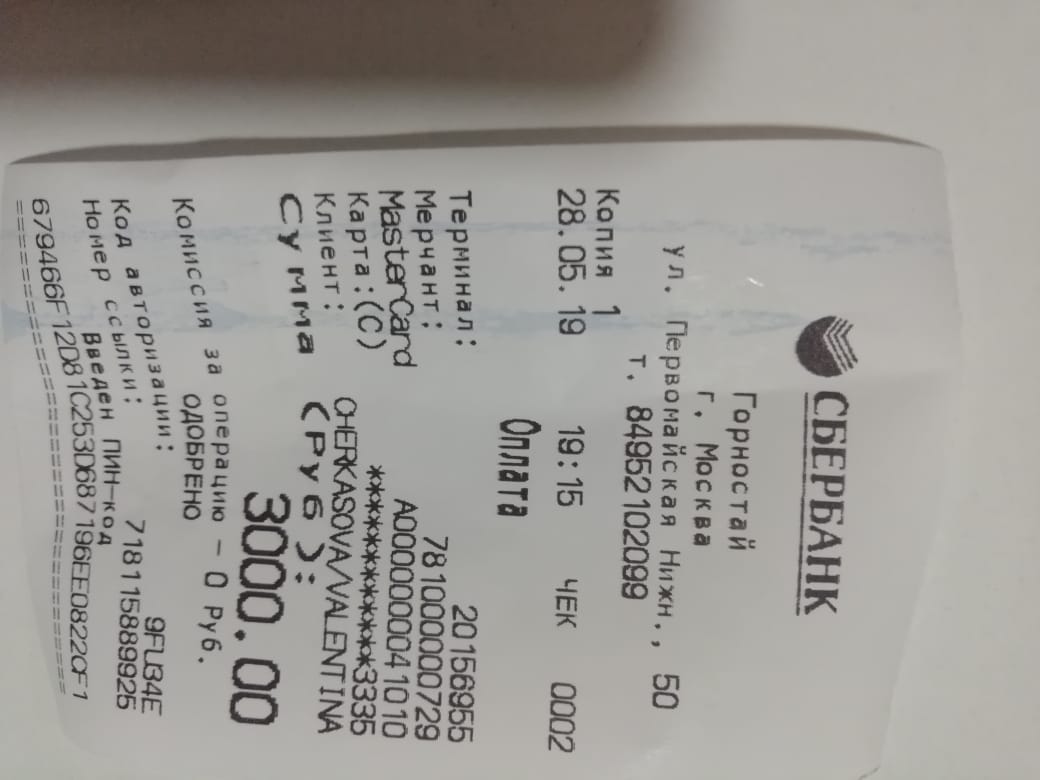 СБЕРБАНК
Горностай
г. Москва
ул. Первомайская Нижн., 50
т. 84952102099
Копия 1
28.05.19 19:15 ЧЕК 0002
Оплата
Терминал: 20156955
Мерчант: 781000000729
MasterCard A0000000041010
Карта:(C) ************3335
Клиент: CHERKASOVA/VALENTINA
Сумма (Руб):
3000.00
Комиссия за операцию – 0 Руб.
ОДОБРЕНО
Код авторизации: 9FU34E
Номер ссылки: 718115889925
Введен ПИН-код
679466F12D81C253D687196EE0822CF1
================================